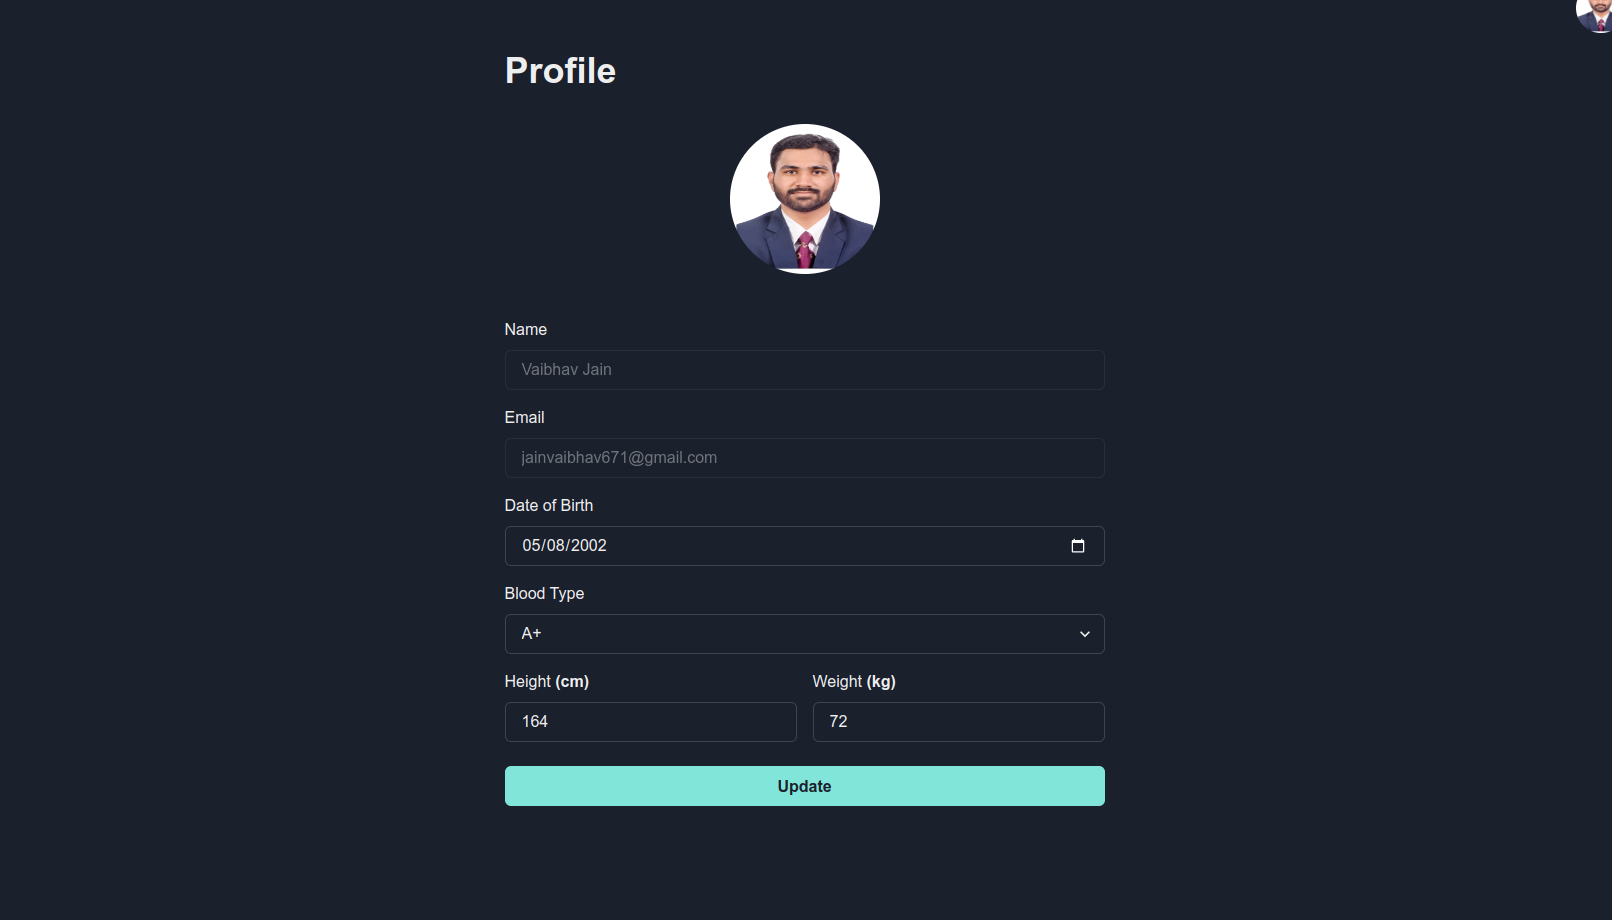 Profile
Name
Vaibhav Jain
Email
jainvaibhav671@gmail.com
Date of Birth
05/08/2002
Blood Type
A+
Height (cm) Weight (kg)
164 72
Update